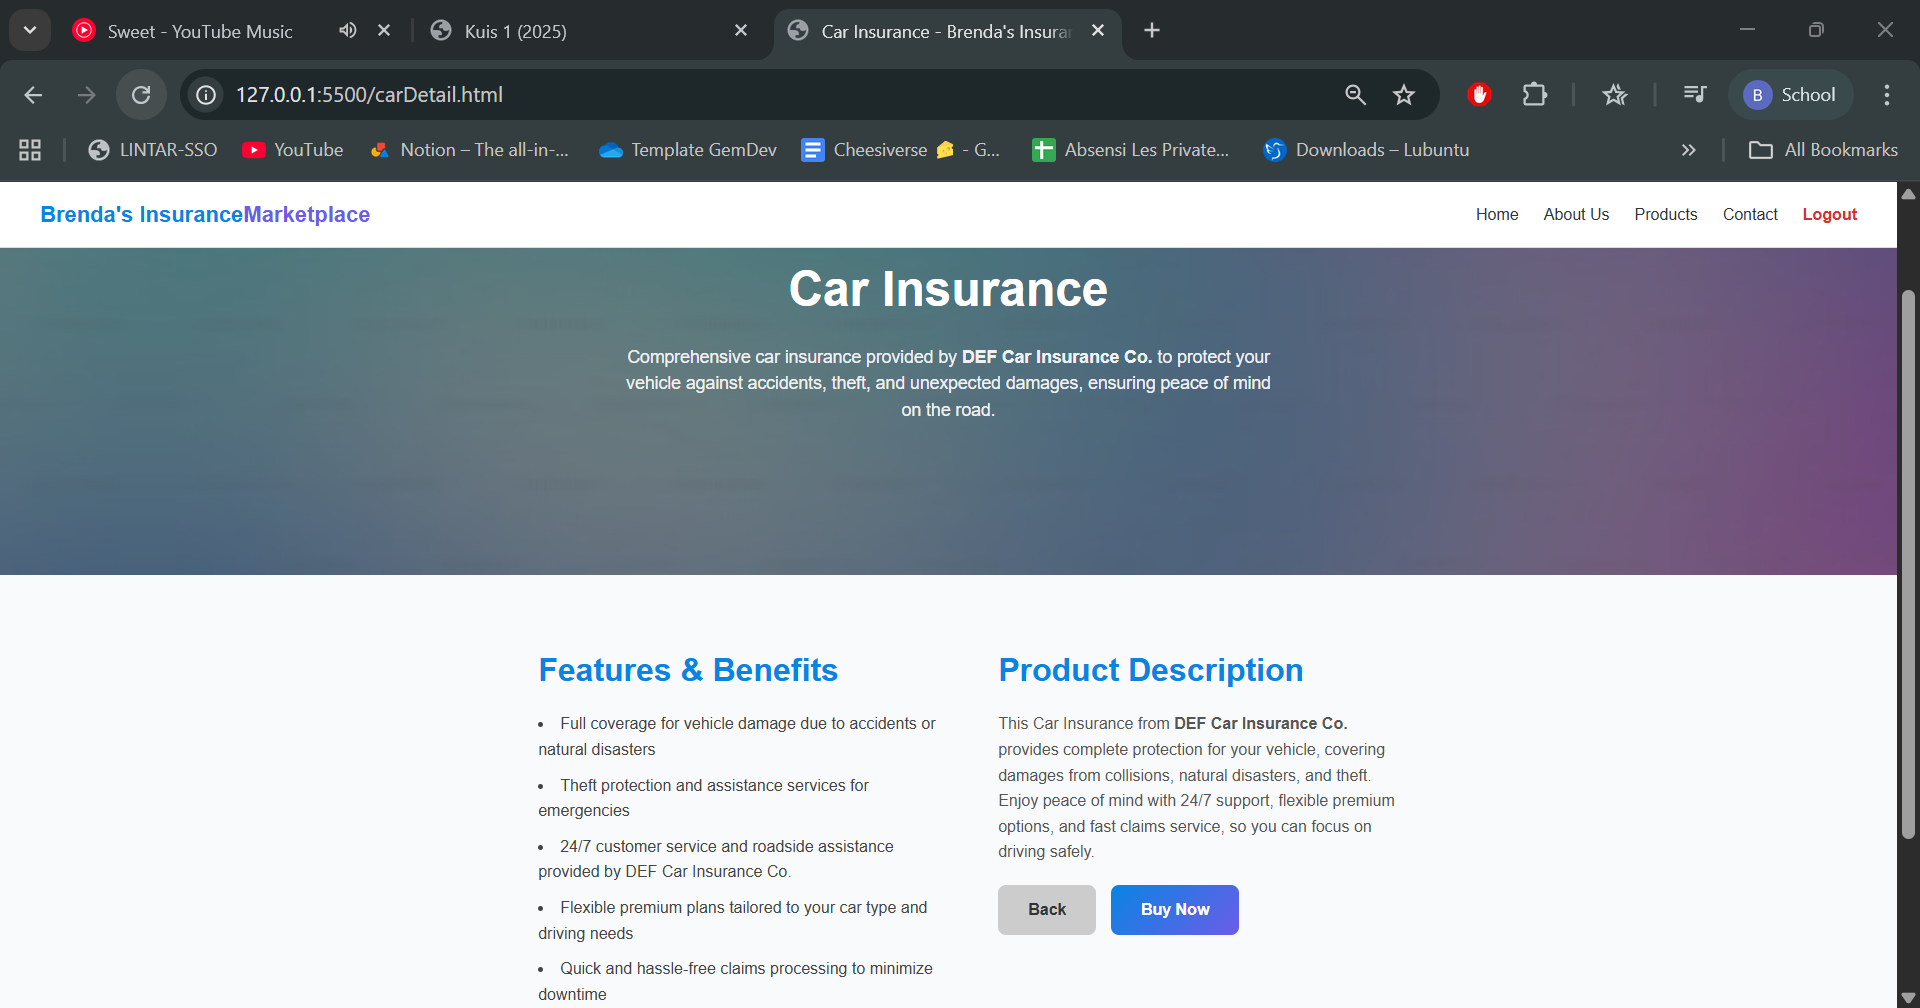 Sweet - YouTube Music
Kuis 1 (2025)
Car Insurance - Brenda's Insurar
127.0.0.1:5500/carDetail.html
B School
LINTAR-SSO
YouTube
Notion – The all-in-...
Template GemDev
Cheesiverse 🧀 - G...
Absensi Les Private...
Downloads – Lubuntu
All Bookmarks
Brenda's InsuranceMarketplace
Home
About Us
Products
Contact
Logout
Car Insurance
Comprehensive car insurance provided by DEF Car Insurance Co. to protect your
vehicle against accidents, theft, and unexpected damages, ensuring peace of mind
on the road.
Features & Benefits
• Full coverage for vehicle damage due to accidents or
natural disasters
• Theft protection and assistance services for
emergencies
• 24/7 customer service and roadside assistance
provided by DEF Car Insurance Co.
• Flexible premium plans tailored to your car type and
driving needs
• Quick and hassle-free claims processing to minimize
downtime
Product Description
This Car Insurance from DEF Car Insurance Co.
provides complete protection for your vehicle, covering
damages from collisions, natural disasters, and theft.
Enjoy peace of mind with 24/7 support, flexible premium
options, and fast claims service, so you can focus on
driving safely.
Back
Buy Now